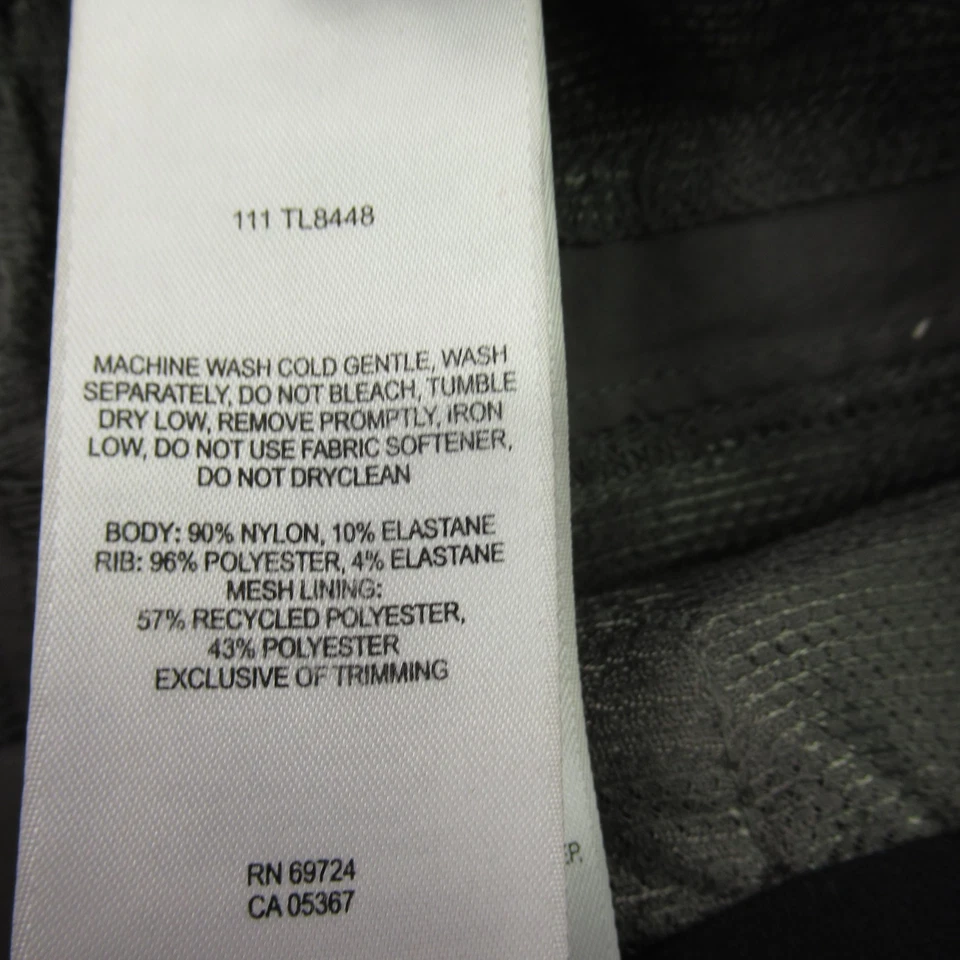 111 TL8448
MACHINE WASH COLD GENTLE, WASH
SEPARATELY, DO NOT BLEACH, TUMBLE
DRY LOW, REMOVE PROMPTLY, IRON
LOW, DO NOT USE FABRIC SOFTENER,
DO NOT DRYCLEAN
BODY: 90% NYLON, 10% ELASTANE
RIB: 96% POLYESTER, 4% ELASTANE
MESH LINING:
57% RECYCLED POLYESTER,
43% POLYESTER
EXCLUSIVE OF TRIMMING
RN 69724
CA 05367